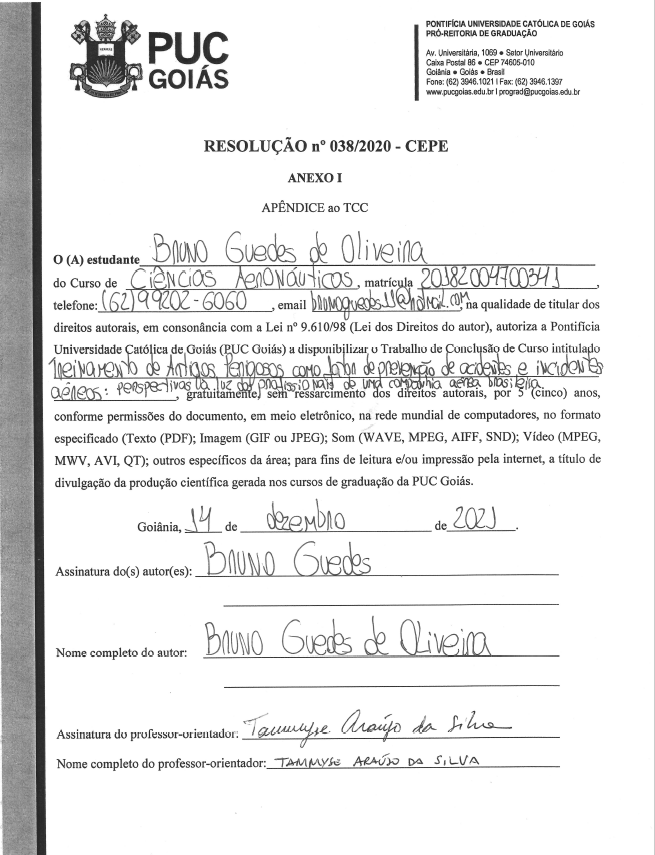 PUC
GOIÁS
PONTIFÍCIA UNIVERSIDADE CATÓLICA DE GOIÁS
PRÓ-REITORIA DE GRADUAÇÃO
Av. Universitária, 1069 ● Setor Universitário
Caixa Postal 86 ● CEP 74605-010
Goiânia ● Goiás ● Brasil
Fone: (62) 3946.1021 I Fax: (62) 3946.1397
www.pucgoias.edu.br I prograd@pucgoias.edu.br
RESOLUÇÃO nº 038/2020 - CEPE
ANEXO I
APÊNDICE ao TCC
O (A) estudante Bruno Guedes de Oliveira
do Curso de Ciências Aeronáuticas, matrícula 20182004700341,
telefone: (62) 99202-6060, email brunoguedes11@hotmail.com, na qualidade de titular dos
direitos autorais, em consonância com a Lei nº 9.610/98 (Lei dos Direitos do autor), autoriza a Pontifícia
Universidade Católica de Goiás (PUC Goiás) a disponibilizar o Trabalho de Conclusão de Curso intitulado
Treinamento de Artigos Perigosos como fator de prevenção de acidentes e incidentes
aéreos: perspectivas à luz dos profissionais de uma companhia aérea brasileira, gratuitamente, sem ressarcimento dos direitos autorais, por 5 (cinco) anos,
conforme permissões do documento, em meio eletrônico, na rede mundial de computadores, no formato
especificado (Texto (PDF); Imagem (GIF ou JPEG); Som (WAVE, MPEG, AIFF, SND); Vídeo (MPEG,
MWV, AVI, QT); outros específicos da área; para fins de leitura e/ou impressão pela internet, a título de
divulgação da produção científica gerada nos cursos de graduação da PUC Goiás.
Goiânia, 14 de dezembro de 2021.
Assinatura do(s) autor(es): Bruno Guedes
Nome completo do autor: Bruno Guedes de Oliveira
Assinatura do professor-orientador: Tammyse Araújo da Silva
Nome completo do professor-orientador: TAMMYSE ARAÚJO DA SILVA